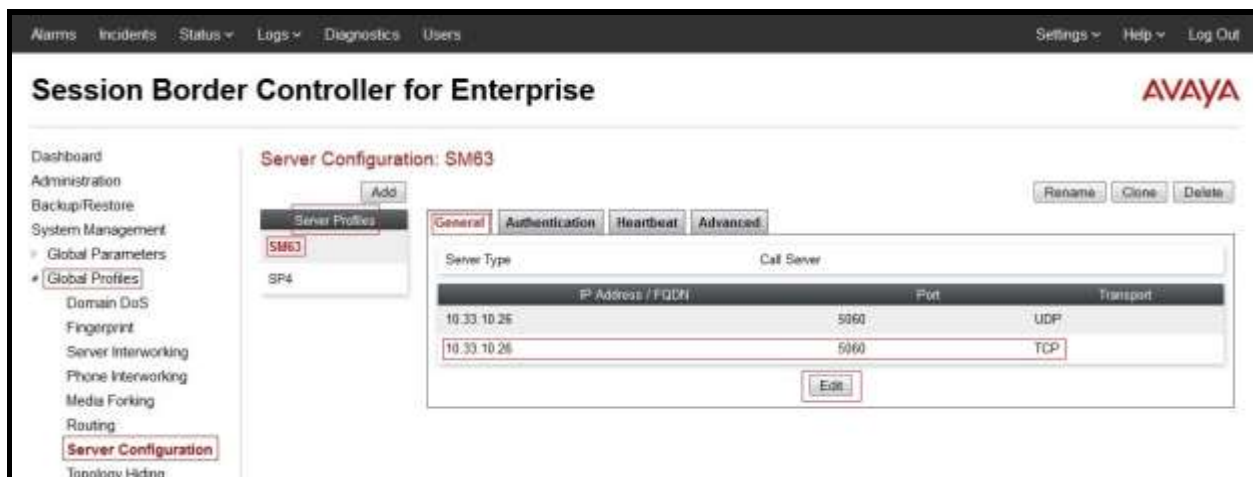 Alarms Incidents Status Logs Diagnostics Users Settings Help Log Out
Session Border Controller for Enterprise AVAYA
Dashboard
Administration
Backup/Restore
System Management
Global Parameters
Global Profiles
Domain DoS
Fingerprint
Server Interworking
Phone Interworking
Media Forking
Routing
Server Configuration
Topology Hiding
Server Configuration: SM63
Add
Rename Clone Delete
Server Profiles
SM63
SP4
General Authentication Heartbeat Advanced
Server Type Call Server
IP Address / FQDN Port Transport
10.33.10.26 5060 UDP
10.33.10.26 5060 TCP
Edit